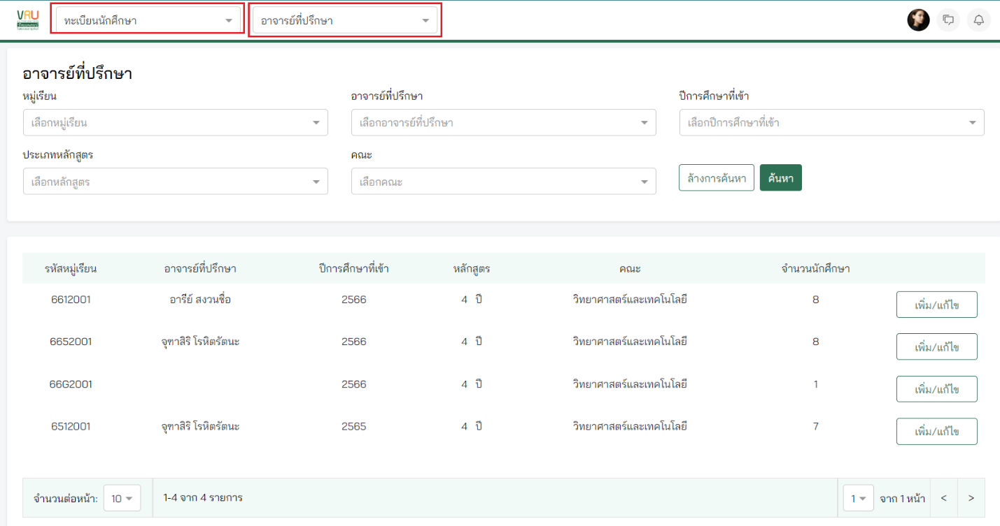 VRU
ทะเบียนนักศึกษา
อาจารย์ที่ปรึกษา
อาจารย์ที่ปรึกษา
หมู่เรียน อาจารย์ที่ปรึกษา ปีการศึกษาที่เข้า
เลือกหมู่เรียน เลือกอาจารย์ที่ปรึกษา เลือกปีการศึกษาที่เข้า
ประเภทหลักสูตร คณะ
เลือกหลักสูตร เลือกคณะ ล้างการค้นหา ค้นหา
รหัสหมู่เรียน อาจารย์ที่ปรึกษา ปีการศึกษาที่เข้า หลักสูตร คณะ จำนวนนักศึกษา
6612001 อารีย์ สงวนชื่อ 2566 4 ปี วิทยาศาสตร์และเทคโนโลยี 8 เพิ่ม/แก้ไข
6652001 จุฑาสิริ โรหิตรัตนะ 2566 4 ปี วิทยาศาสตร์และเทคโนโลยี 8 เพิ่ม/แก้ไข
66G2001 2566 4 ปี วิทยาศาสตร์และเทคโนโลยี 1 เพิ่ม/แก้ไข
6512001 จุฑาสิริ โรหิตรัตนะ 2565 4 ปี วิทยาศาสตร์และเทคโนโลยี 7 เพิ่ม/แก้ไข
จำนวนต่อหน้า: 10 1-4 จาก 4 รายการ 1 จาก 1 หน้า < >